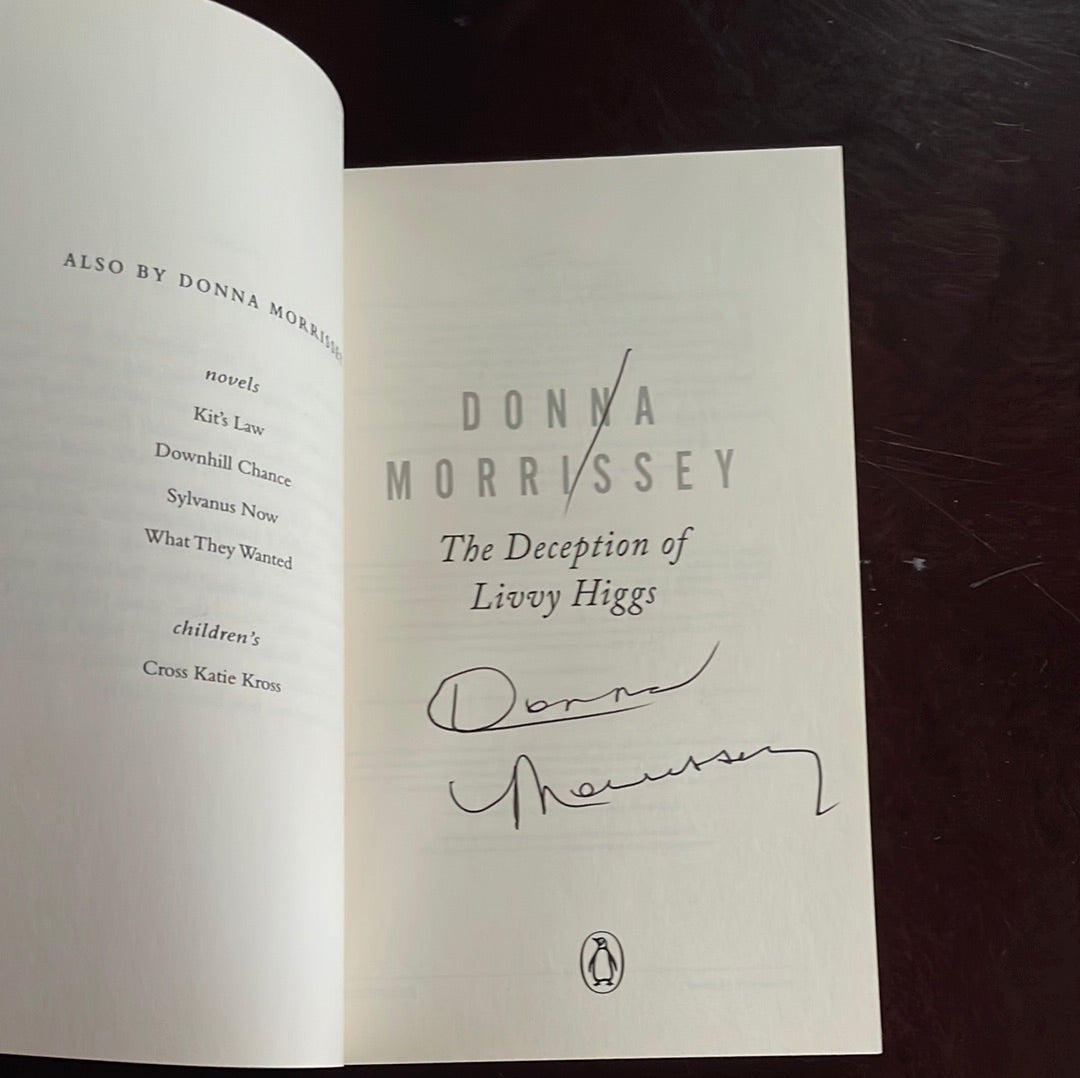 ALSO BY DONNA MORRISSEY
novels
Kit's Law
Downhill Chance
Sylvanus Now
What They Wanted
children's
Cross Katie Kross
DONNA
MORRISSEY
The Deception of
Livvy Higgs
Donna
Morrissey